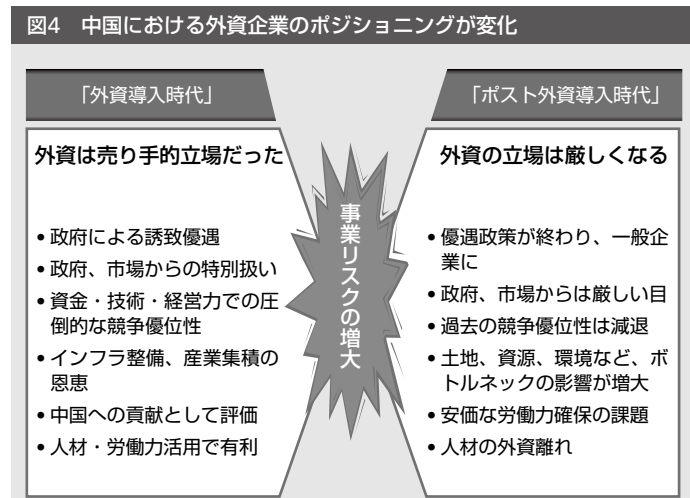 図4　中国における外資企業のポジショニングが変化
「外資導入時代」
外資は売り手的立場だった
•政府による誘致優遇
•政府、市場からの特別扱い
•資金・技術・経営力での圧
倒的な競争優位性
•インフラ整備、産業集積の
恩恵
•中国への貢献として評価
•人材・労働力活用で有利
事業リスクの増大
「ポスト外資導入時代」
外資の立場は厳しくなる
•優遇政策が終わり、一般企
業に
•政府、市場からは厳しい目
•過去の競争優位性は減退
•土地、資源、環境など、ボ
トルネックの影響が増大
•安価な労働力確保の課題
•人材の外資離れ